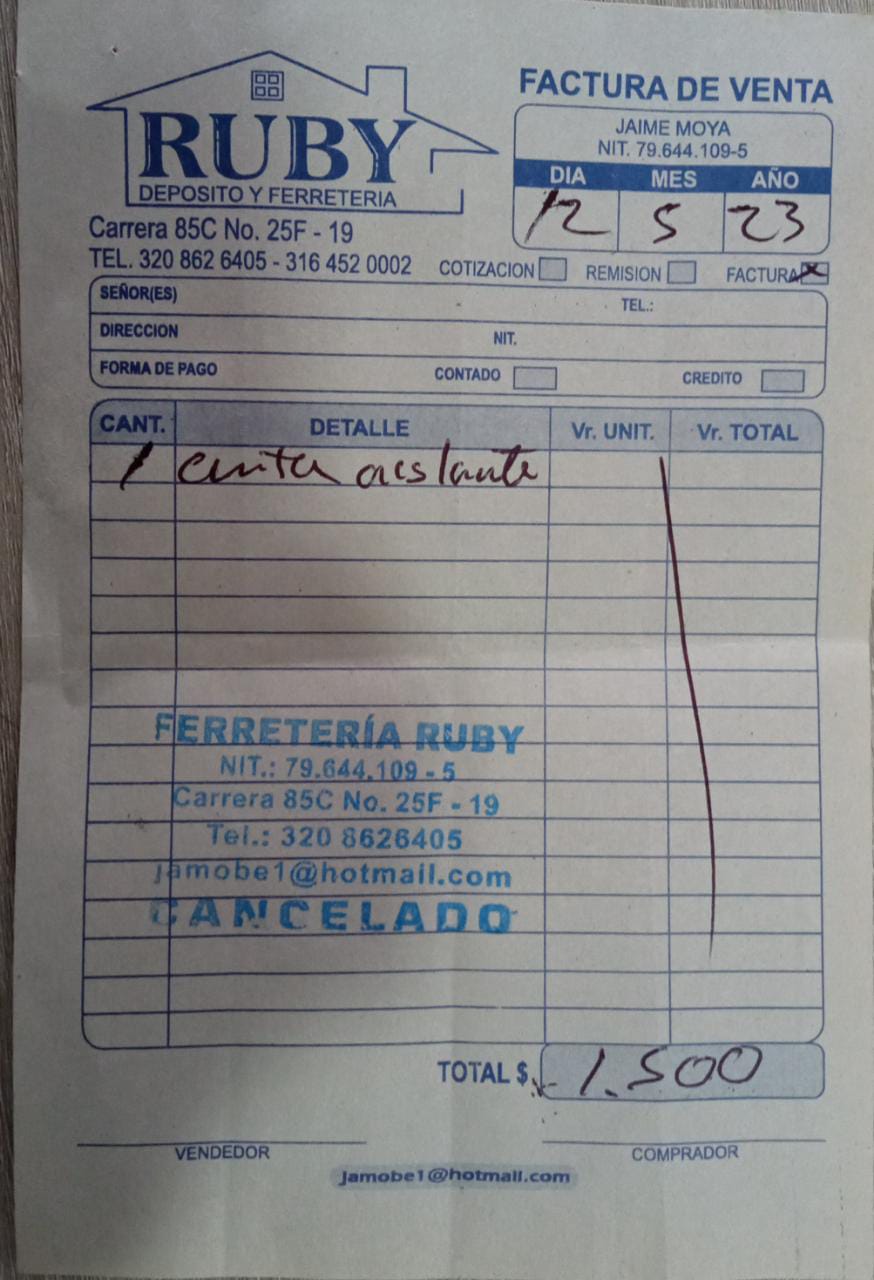 FACTURA DE VENTA
RUBY
DEPOSITO Y FERRETERIA
JAIME MOYA
NIT. 79.644.109-5
DIA MES AÑO
12 5 23
Carrera 85C No. 25F - 19
TEL. 320 862 6405 - 316 452 0002
COTIZACION REMISION FACTURA X
SEÑOR(ES) TEL.:
DIRECCION NIT.
FORMA DE PAGO CONTADO CREDITO
CANT. DETALLE Vr. UNIT. Vr. TOTAL
1 cinta aislante
FERRETERÍA RUBY
NIT.: 79.644.109 - 5
Carrera 85C No. 25F - 19
Tel.: 320 8626405
jamobe1@hotmail.com
CANCELADO
TOTAL $ 1.500
VENDEDOR COMPRADOR
jamobe1@hotmail.com